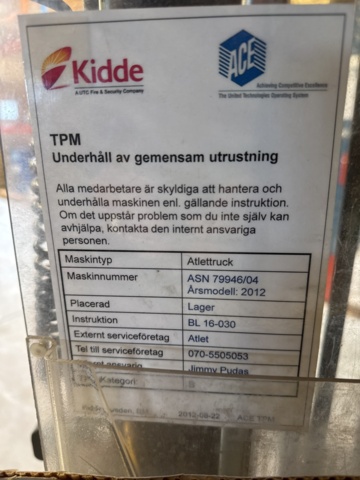 Kidde
A UTC Fire & Security Company
ACE
Achieving Competitive Excellence
The United Technologies Operating System
TPM
Underhåll av gemensam utrustning
Alla medarbetare är skyldiga att hantera och
underhålla maskinen enl. gällande instruktion.
Om det uppstår problem som du inte själv kan
avhjälpa, kontakta den internt ansvariga
personen.
Maskintyp Atlettruck
Maskinnummer ASN 79946/04
Årsmodell: 2012
Placerad Lager
Instruktion BL 16-030
Externt serviceföretag Atlet
Tel till serviceföretag 070-5505053
ansvarig Jimmy Pudas
Kategori B
ACE TPM